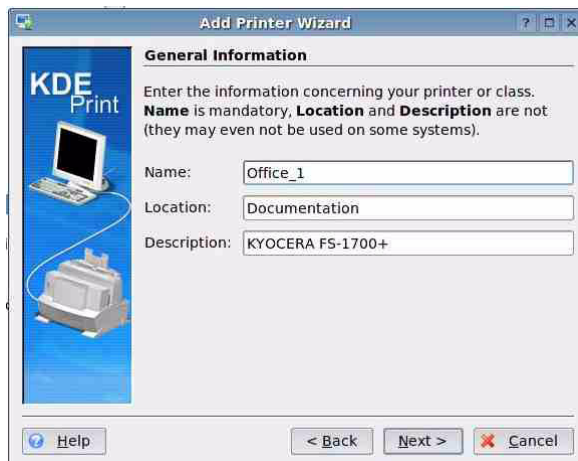 Add Printer Wizard
KDE
Print
General Information
Enter the information concerning your printer or class.
Name is mandatory, Location and Description are not
(they may even not be used on some systems).
Name: Office_1
Location: Documentation
Description: KYOCERA FS-1700+
Help < Back Next > Cancel